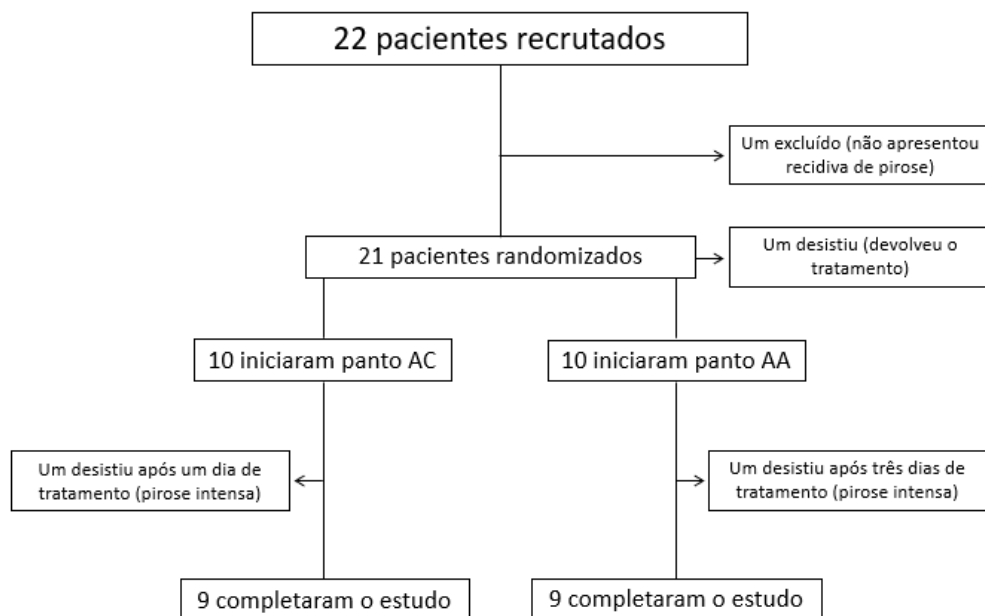 22 pacientes recrutados
Um excluído (não apresentou
recidiva de pirose)
21 pacientes randomizados
Um desistiu (devolveu o
tratamento)
10 iniciaram panto AC
10 iniciaram panto AA
Um desistiu após um dia de
tratamento (pirose intensa)
Um desistiu após três dias de
tratamento (pirose intensa)
9 completaram o estudo
9 completaram o estudo